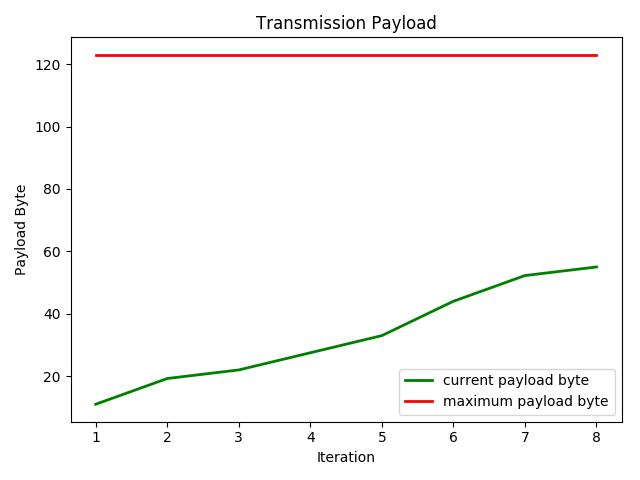 Transmission Payload
Payload Byte
120
100
80
60
40
20
1 2 3 4 5 6 7 8
Iteration
current payload byte
maximum payload byte